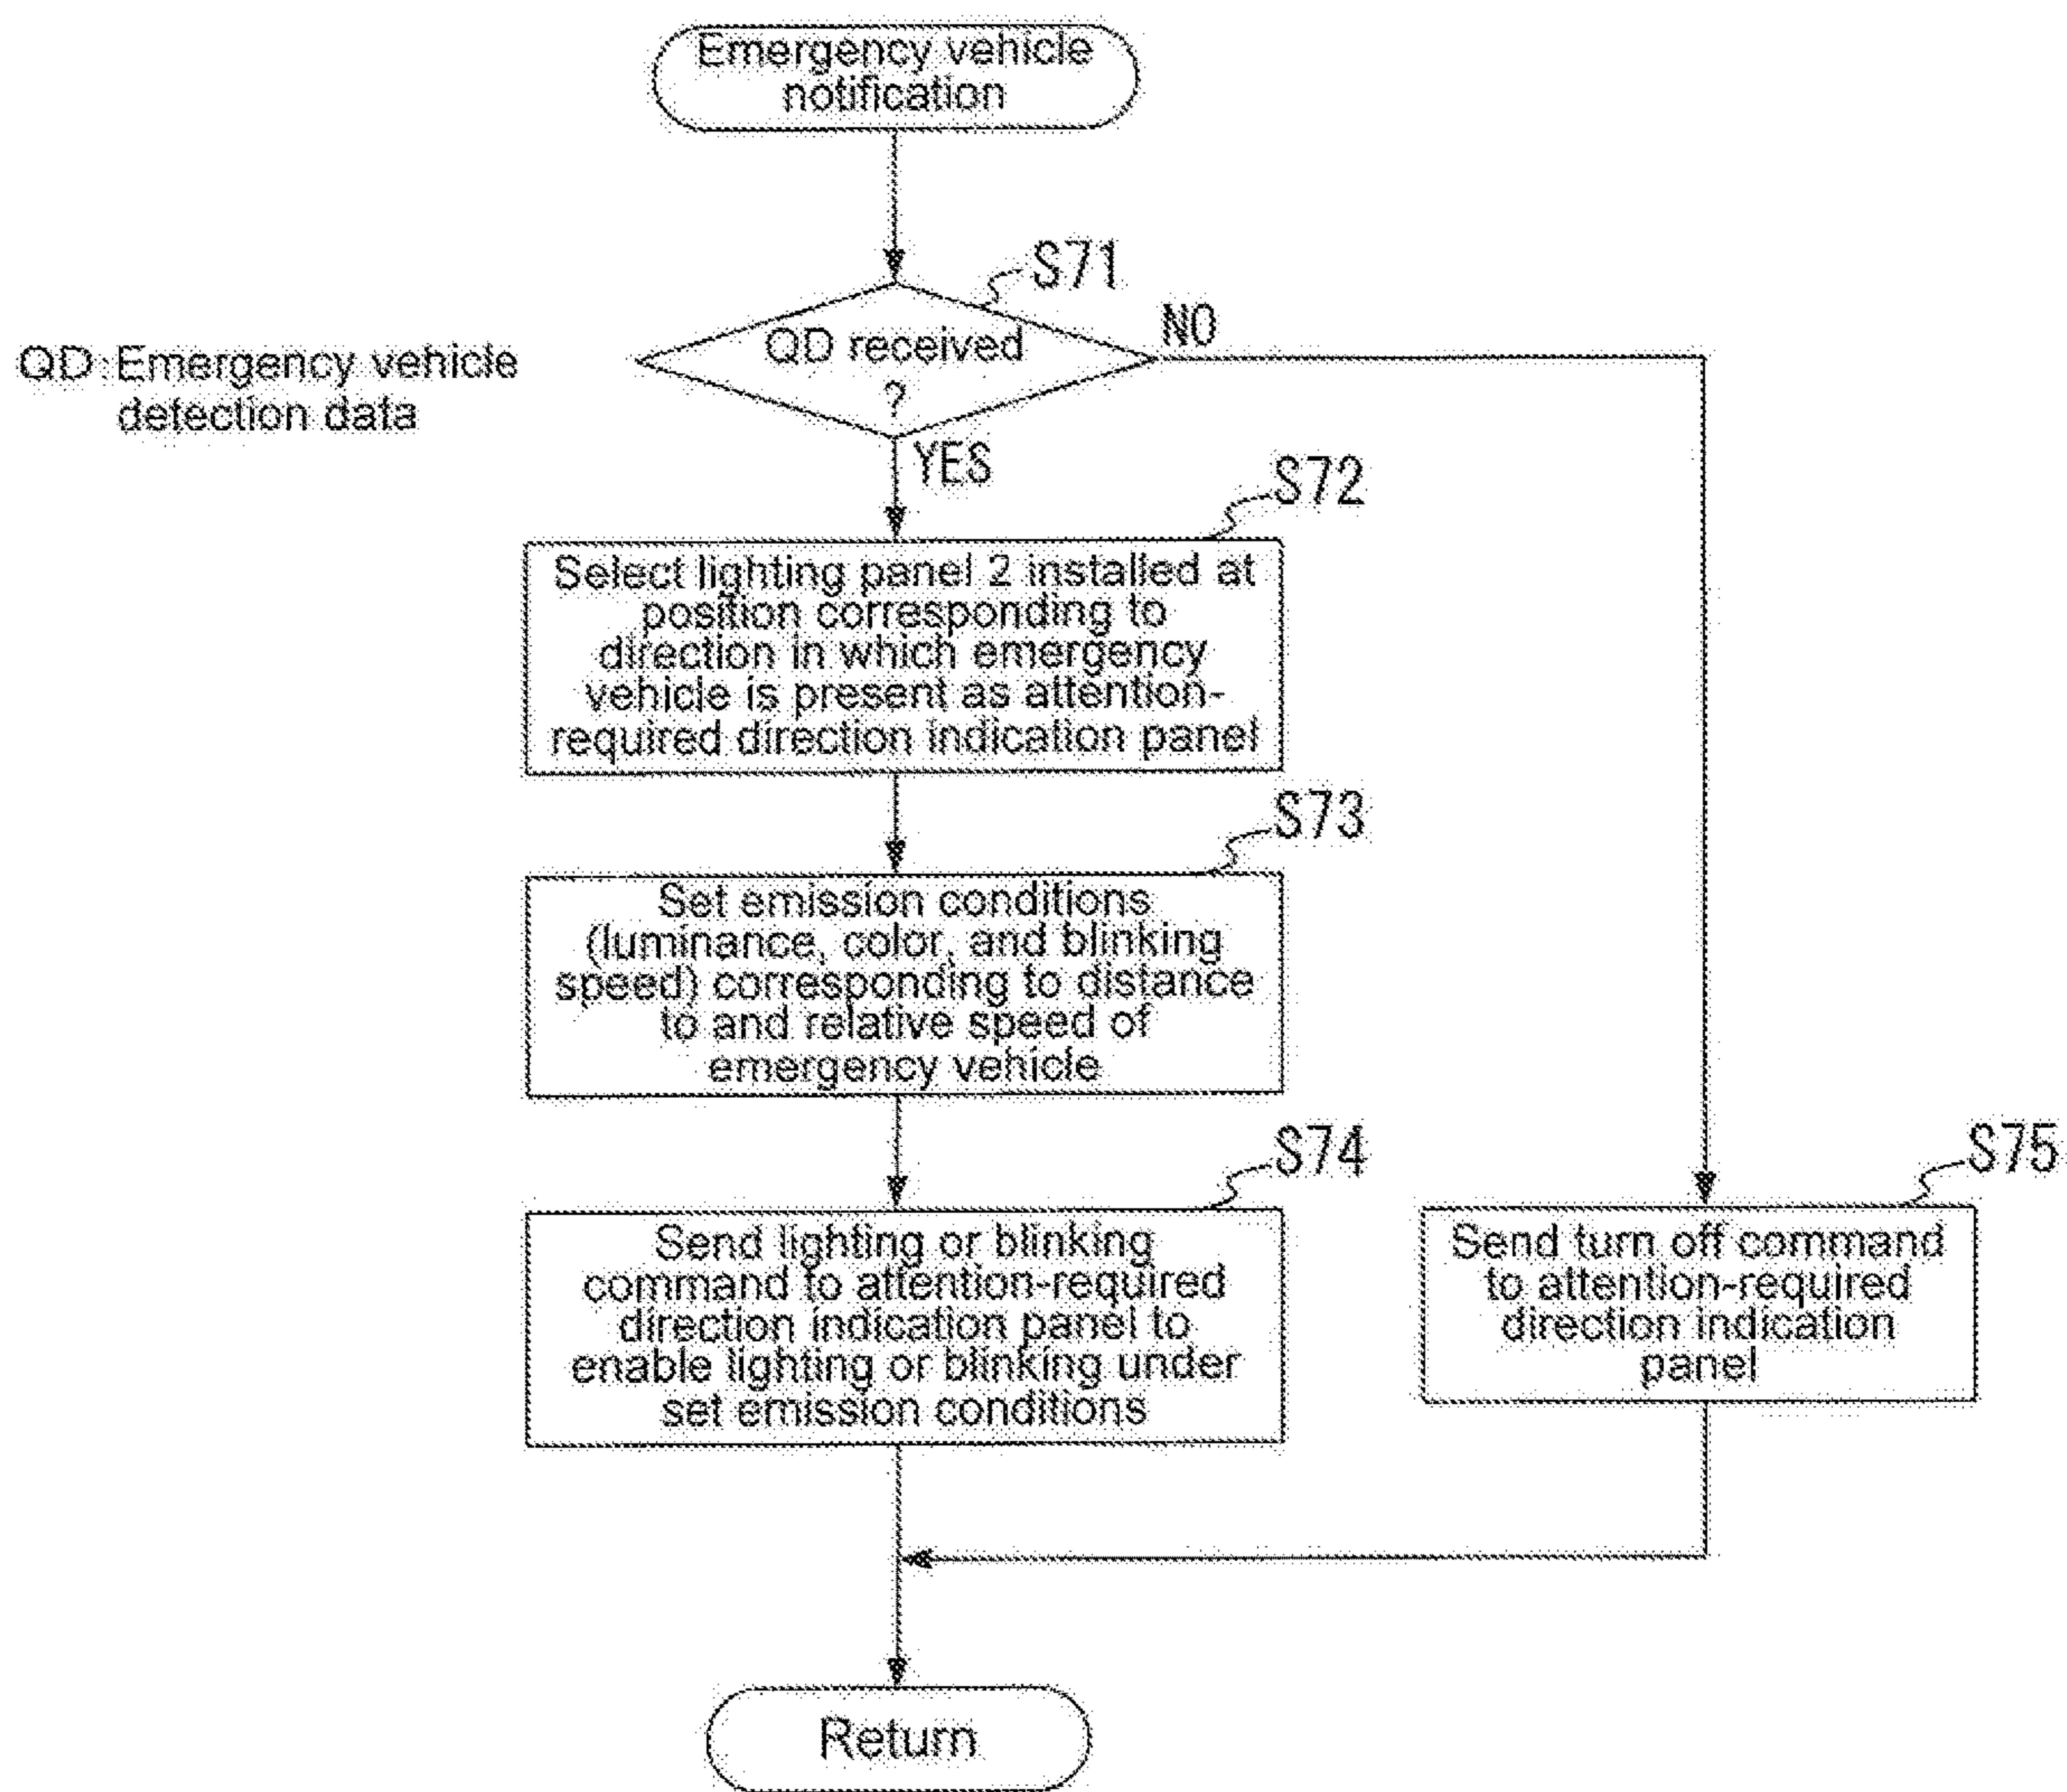 Emergency vehicle
notification
S71
QD received
?
NO
QD:Emergency vehicle
detection data
YES
S72
Select lighting panel 2 installed at
position corresponding to
direction in which emergency
vehicle is present as attention-
required direction indication panel
S73
Set emission conditions
(luminance, color, and blinking
speed) corresponding to distance
to and relative speed of
emergency vehicle
S74
Send lighting or blinking
command to attention-required
direction indication panel to
enable lighting or blinking under
set emission conditions
S75
Send turn off command
to attention-required
direction indication
panel
Return